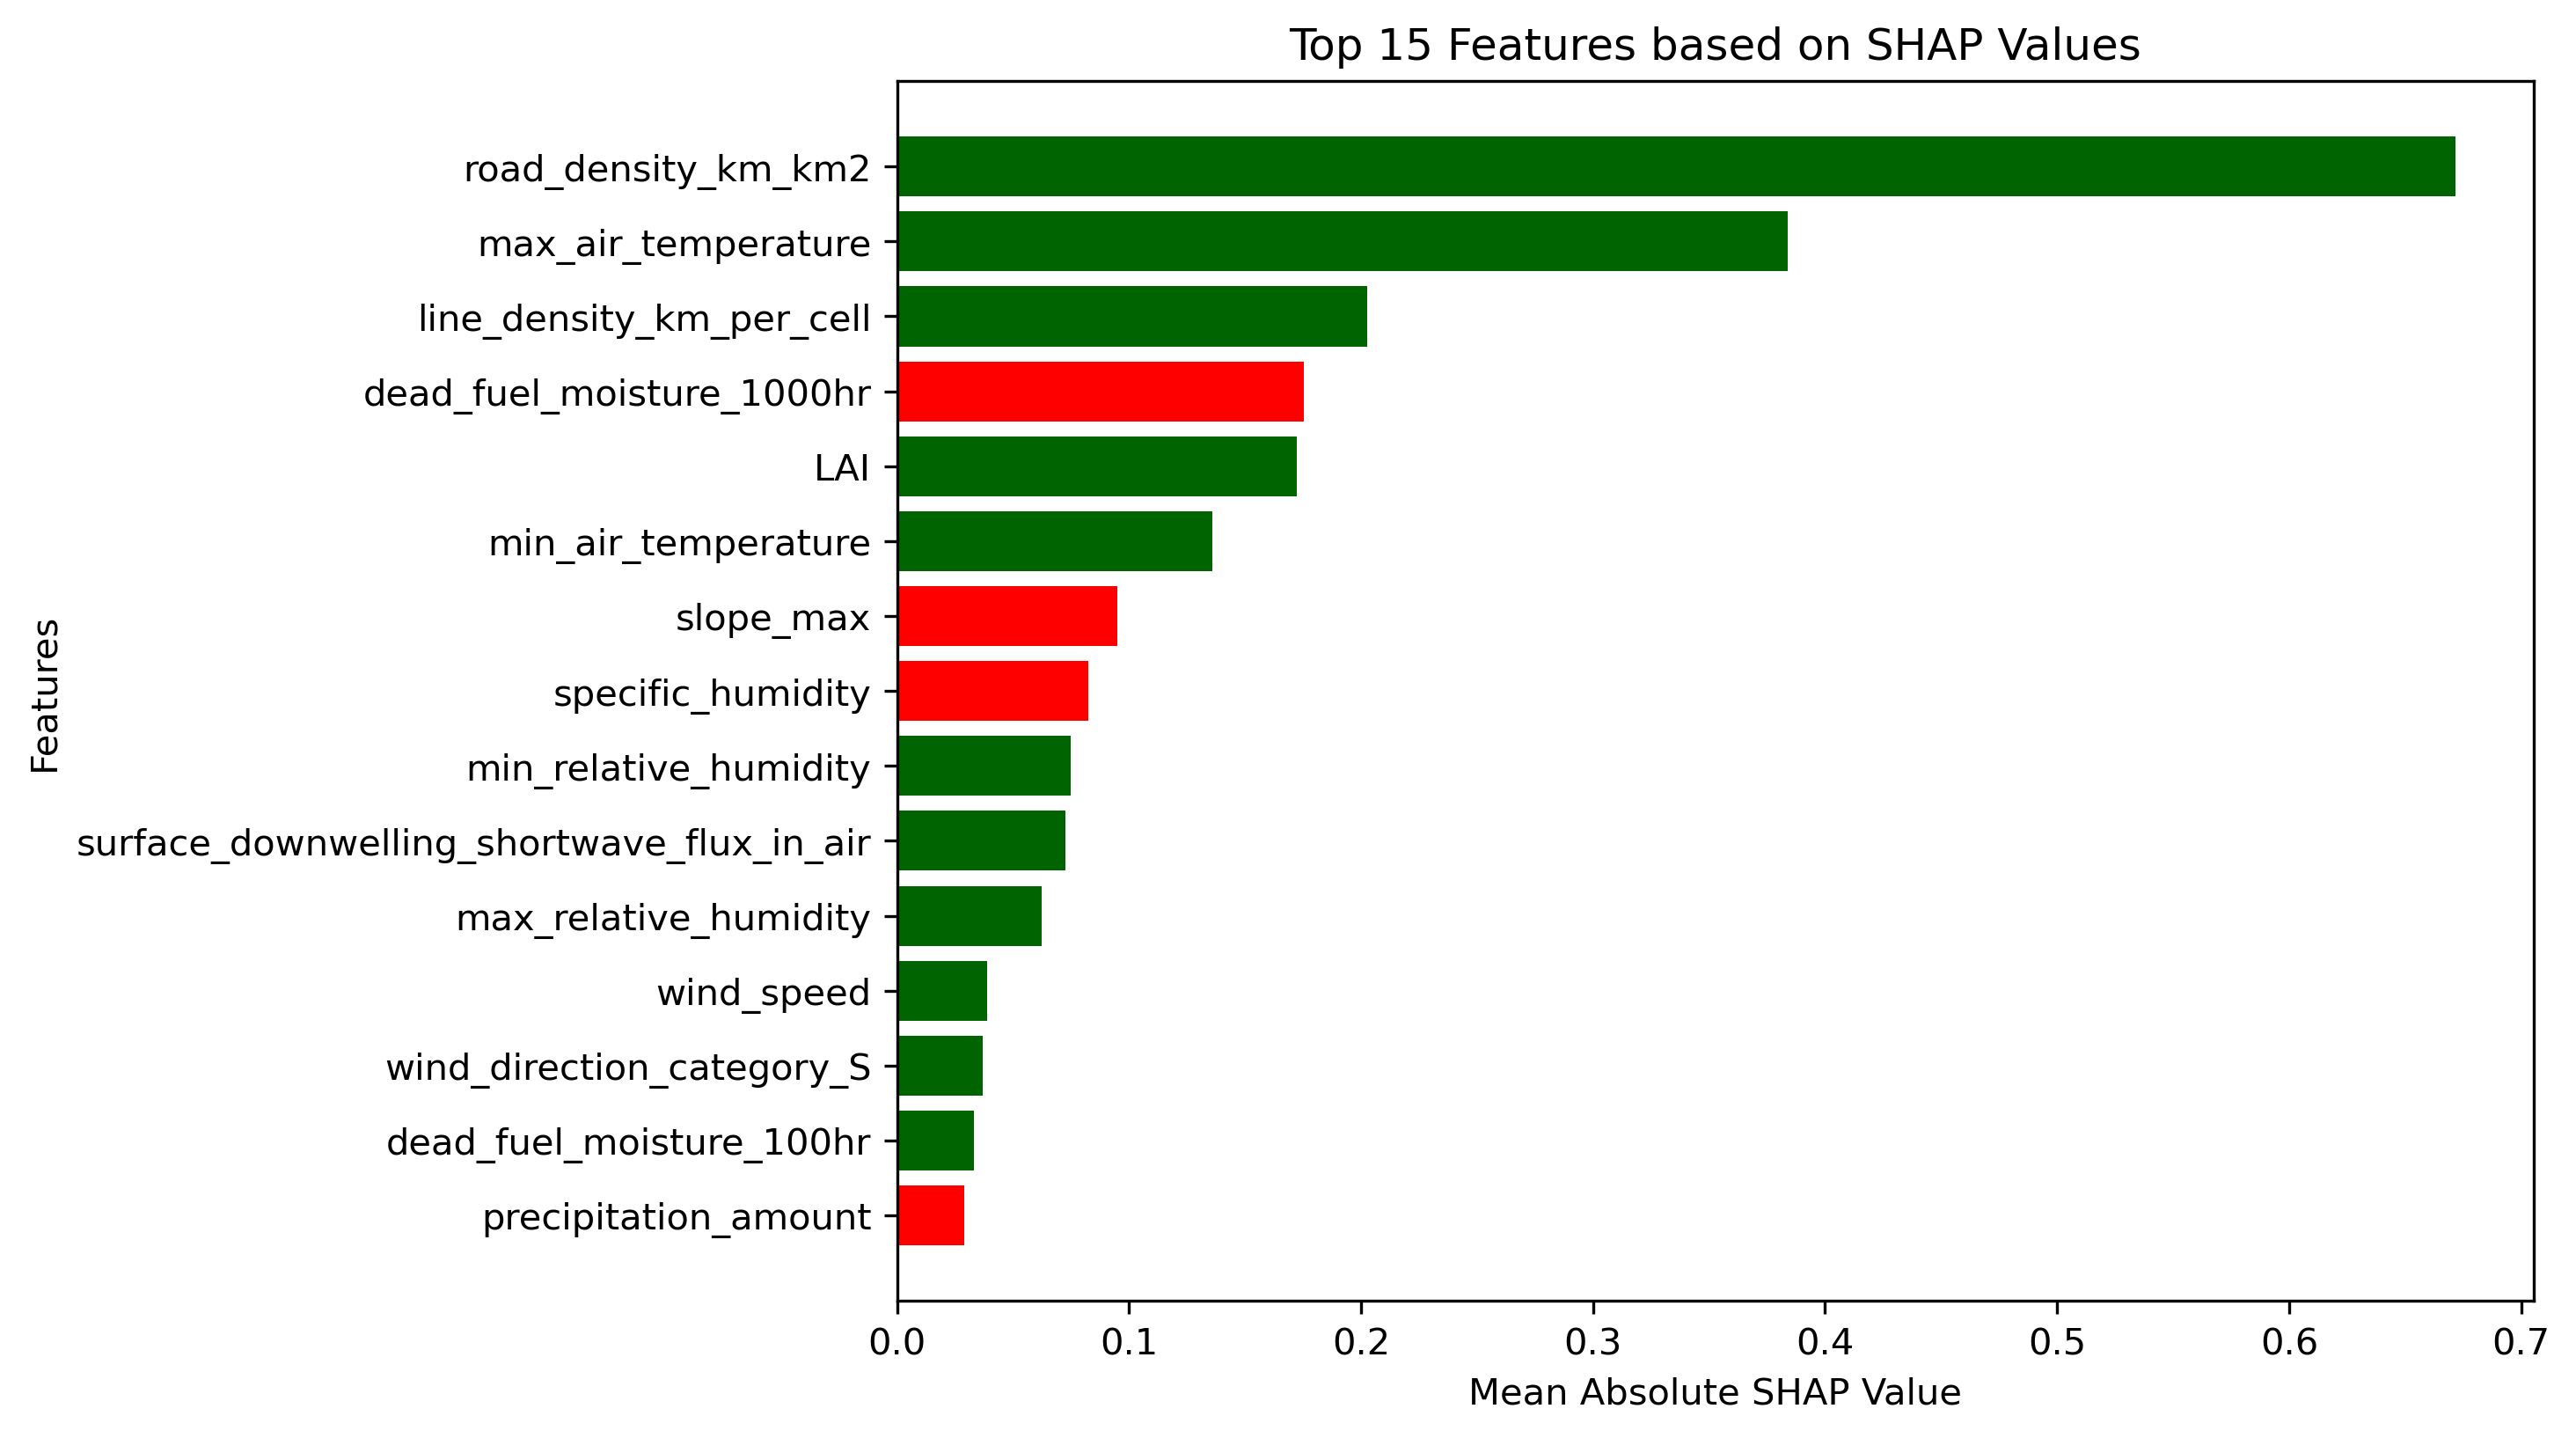 Top 15 Features based on SHAP Values
Features
road_density_km_km2
max_air_temperature
line_density_km_per_cell
dead_fuel_moisture_1000hr
LAI
min_air_temperature
slope_max
specific_humidity
min_relative_humidity
surface_downwelling_shortwave_flux_in_air
max_relative_humidity
wind_speed
wind_direction_category_S
dead_fuel_moisture_100hr
precipitation_amount
0.0 0.1 0.2 0.3 0.4 0.5 0.6 0.7
Mean Absolute SHAP Value